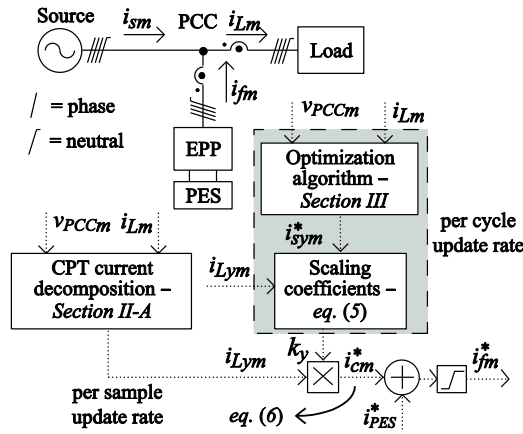 Source
i_sm
PCC
i_Lm
Load
i_fm
/ = phase
/ = neutral
EPP
PES
v_PCCm
i_Lm
Optimization
algorithm –
Section III
i*_sym
per cycle
update rate
v_PCCm
i_Lm
CPT current
decomposition –
Section II-A
i_Lym
Scaling
coefficients –
eq. (5)
i_Lym
k_y
i*_cm
i*_fm
×
+
per sample
update rate
eq. (6)
i*_PES